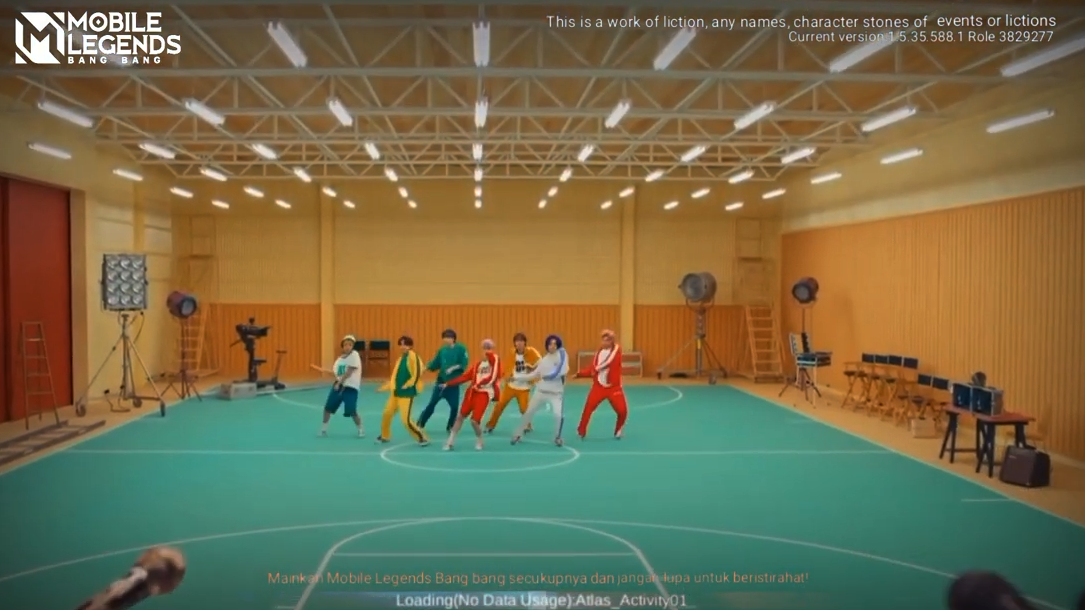 MOBILE
LEGENDS
BANG BANG
This is a work of liction, any names, character stones of events or lictions
Current version:1 5.35.588.1 Role 3829277
Mainkan Mobile Legends Bang bang secukupnya dan jangan lupa untuk beristirahat!
Loading(No Data Usage):Atlas_Activity01